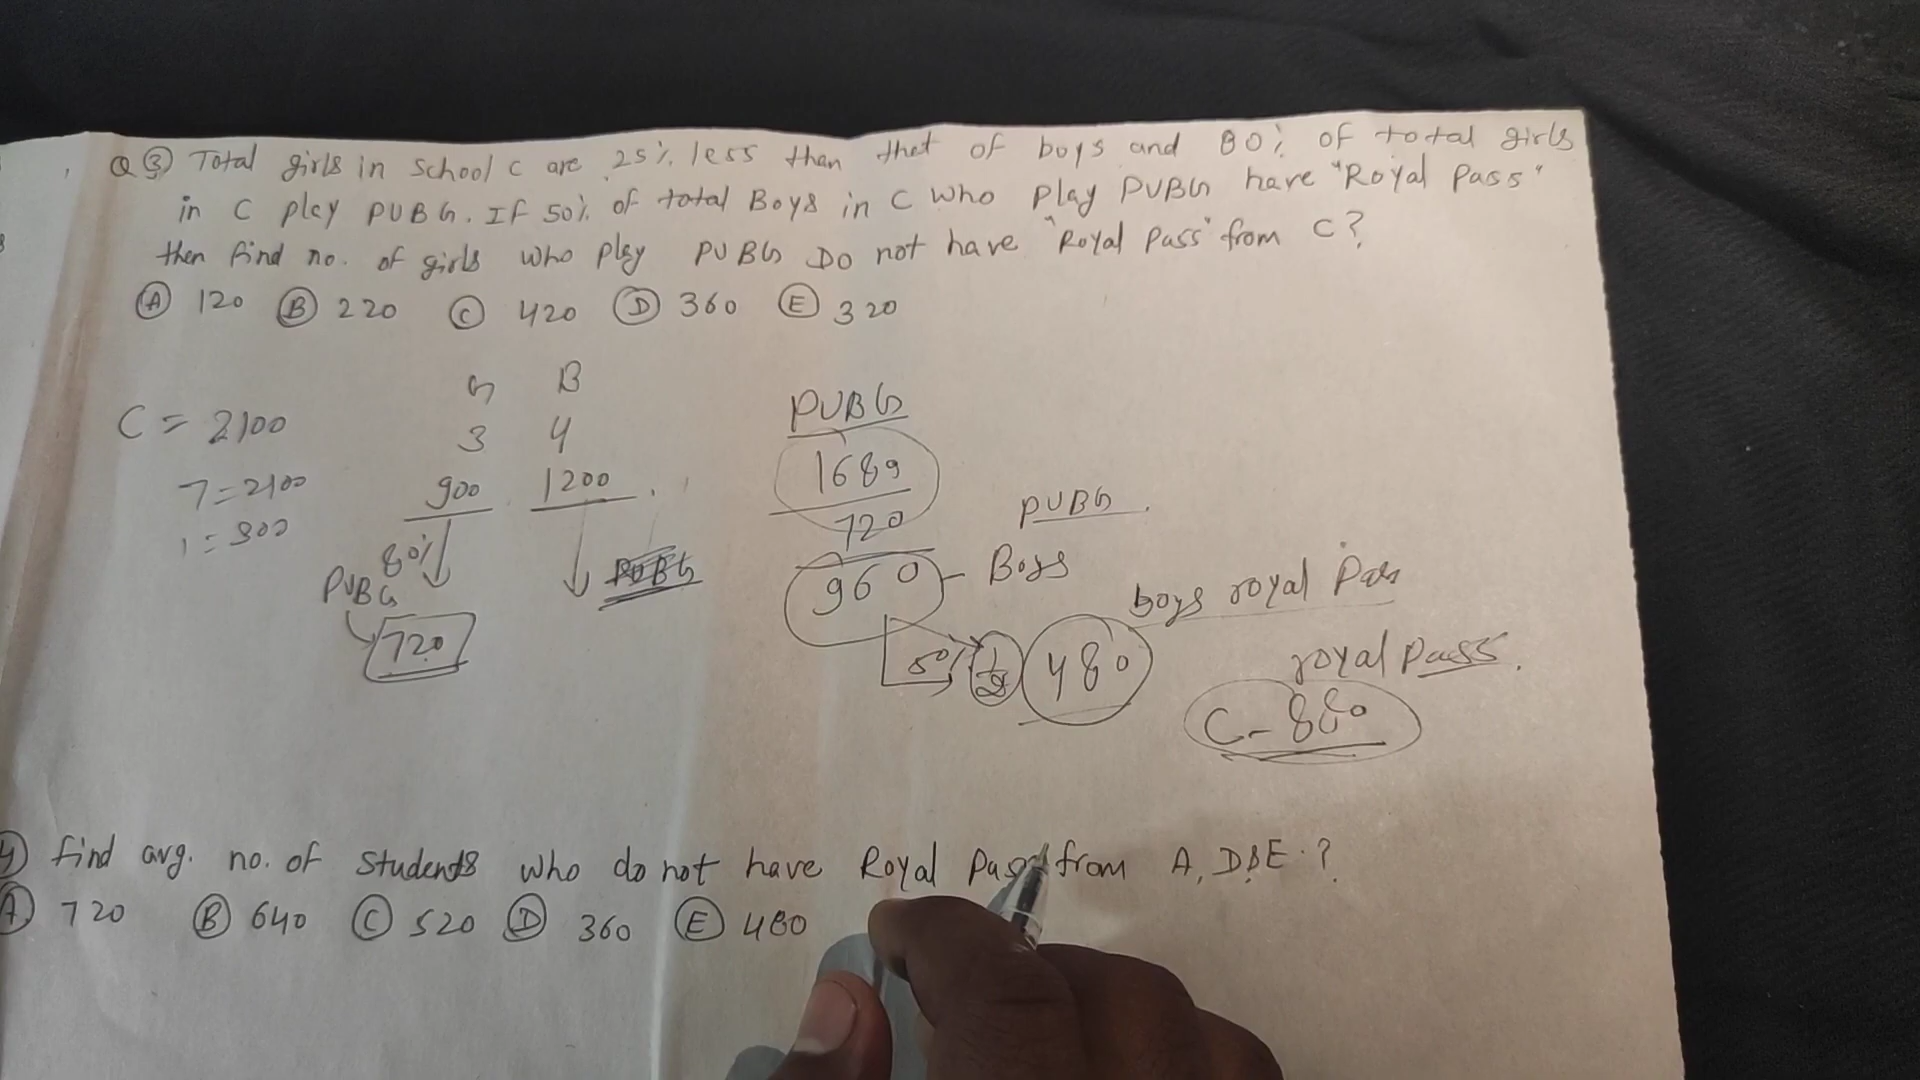 Q③ Total girls in School C are 25% less than thet of boys and 80% of total girls
in C pley PUBG. If 50% of total Boys in C who play PUBG have "Royal Pass"
then find no. of girls who play PUBG Do not have "Royal Pass" from C?
Ⓐ 120 Ⓑ 220 Ⓒ 420 Ⓓ 360 Ⓔ 320
G B
C = 2100 3 4
7=2100 900 1200
1=300
80%
PUBG
720
PUBG
1680
720
960 - Boys
PUBG
50% 1/2 480
boys royal Pass
royal Pass.
C- 880
4) find avg. no. of students who do not have Royal Pass from A, D&E.?
Ⓐ 720 Ⓑ 640 Ⓒ 520 Ⓓ 360 Ⓔ 480